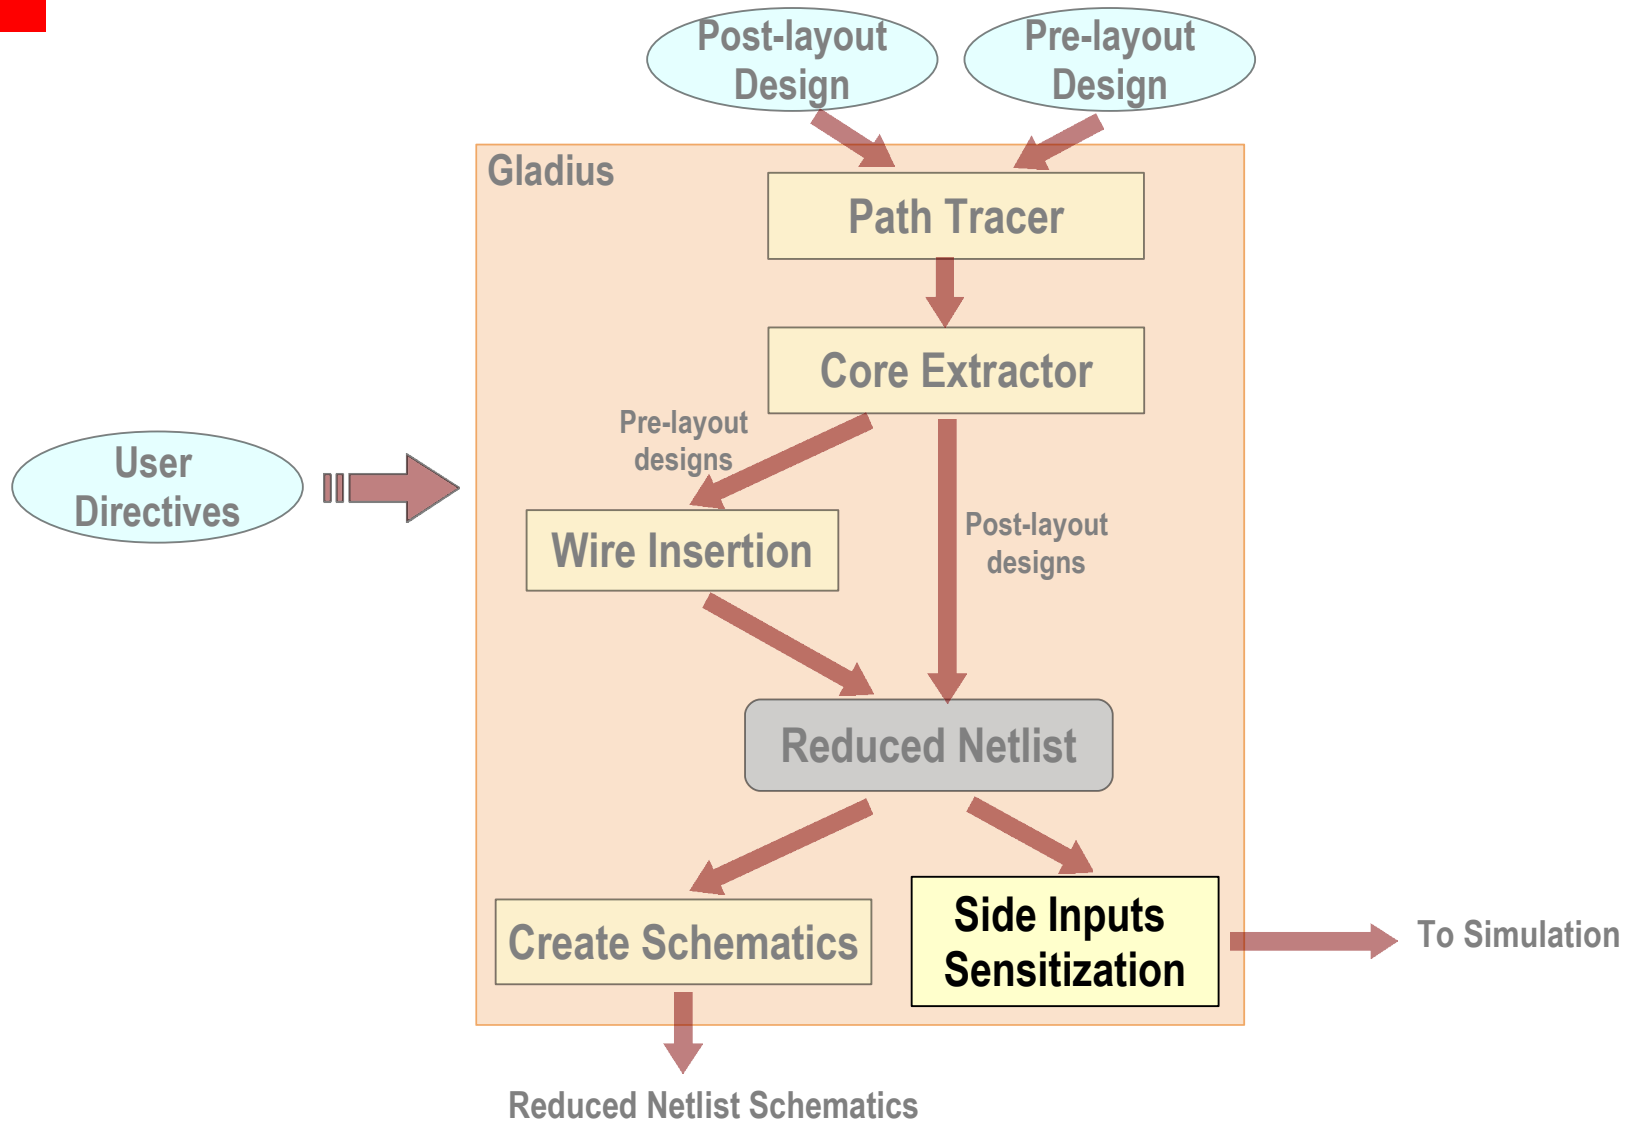 Post-layout
Design
Pre-layout
Design
Gladius
Path Tracer
Core Extractor
Pre-layout
designs
User
Directives
Wire Insertion
Post-layout
designs
Reduced Netlist
Create Schematics
Side Inputs
Sensitization
To Simulation
Reduced Netlist Schematics